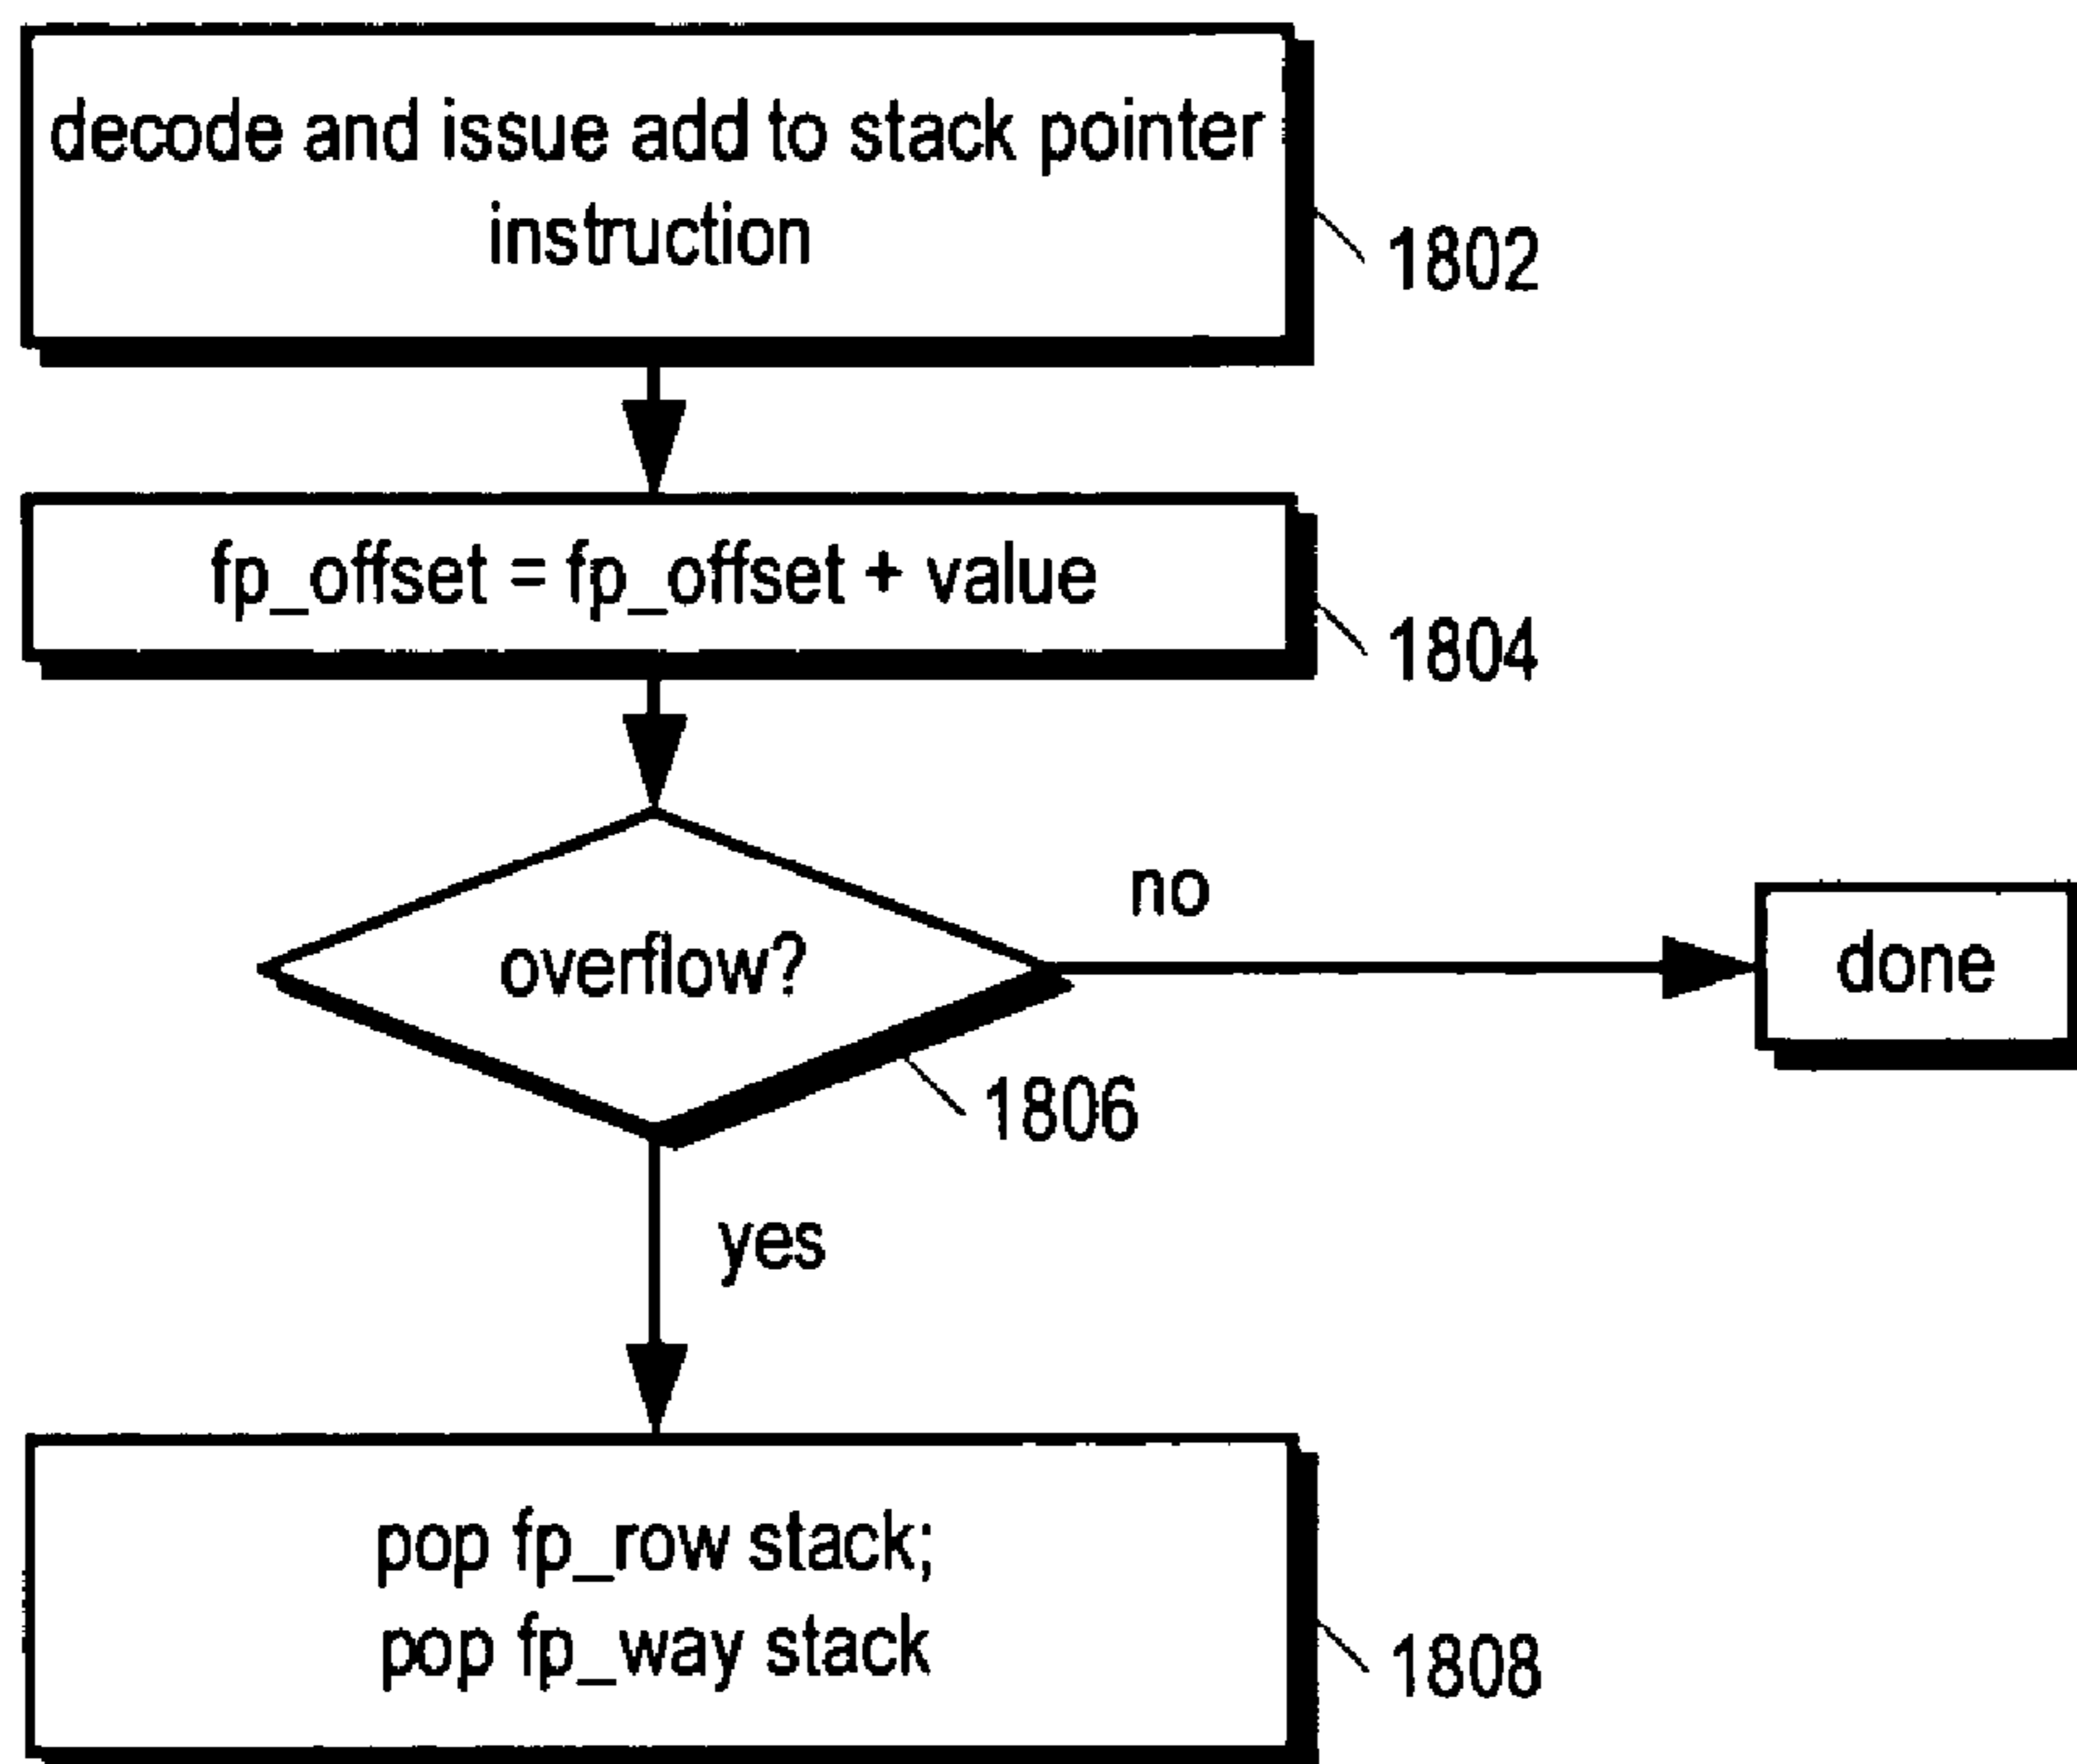 decode and issue add to stack pointer
instruction
1802
fp_offset = fp_offset + value
1804
overflow?
no
done
1806
yes
pop fp_row stack;
pop fp_way stack
1808